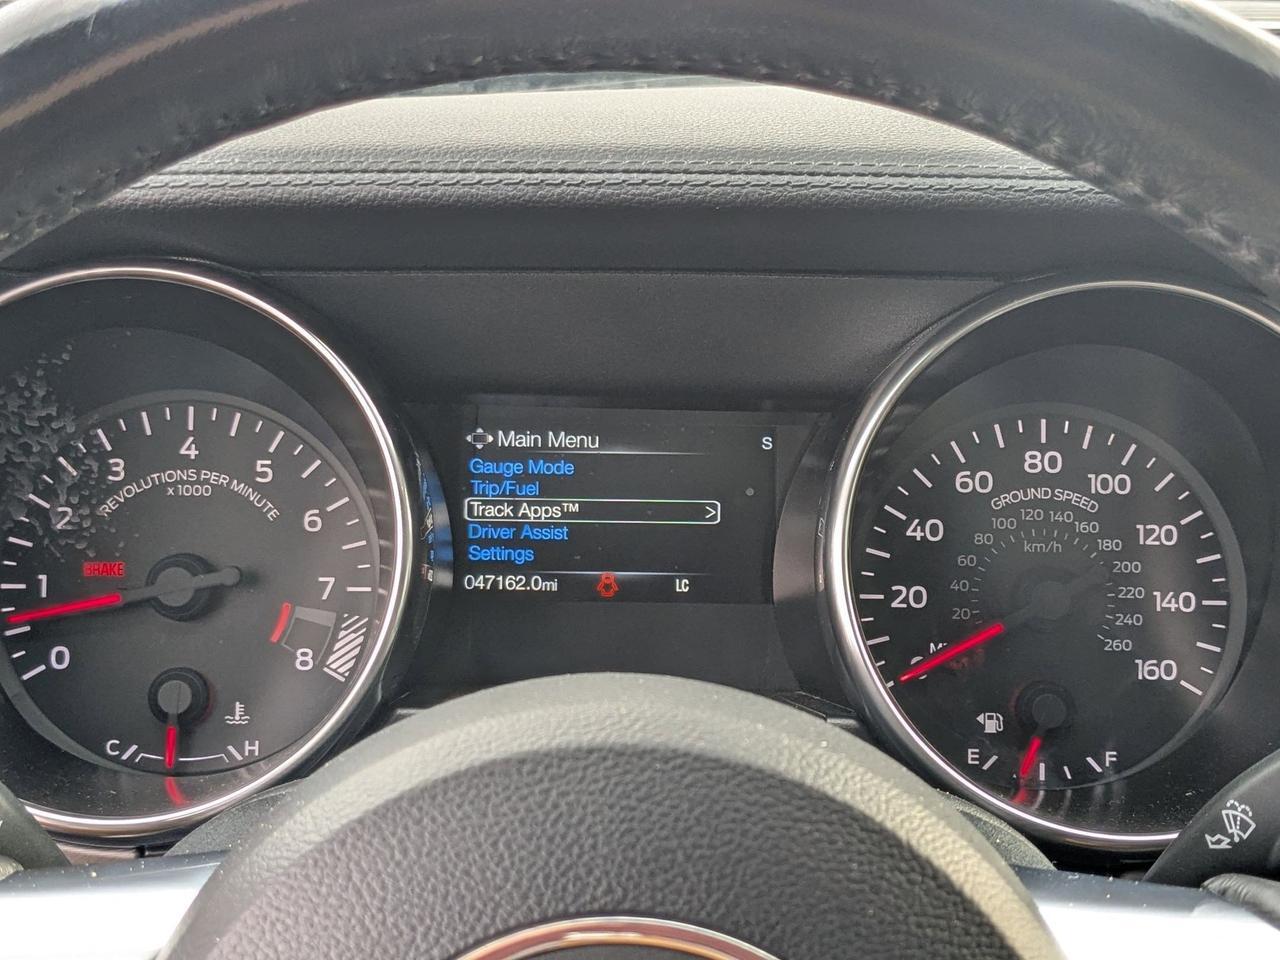 4
3
5
REVOLUTIONS PER MINUTE
x 1000
2
6
BRAKE
1
7
0
8
C H
Main Menu S
Gauge Mode
Trip/Fuel
Track Apps™ >
Driver Assist
Settings
047162.0mi LC
80
60 100
GROUND SPEED
40 120
20 140
160
100 120 140 160
80 km/h 180
60 200
40 220
20 240
260
E F